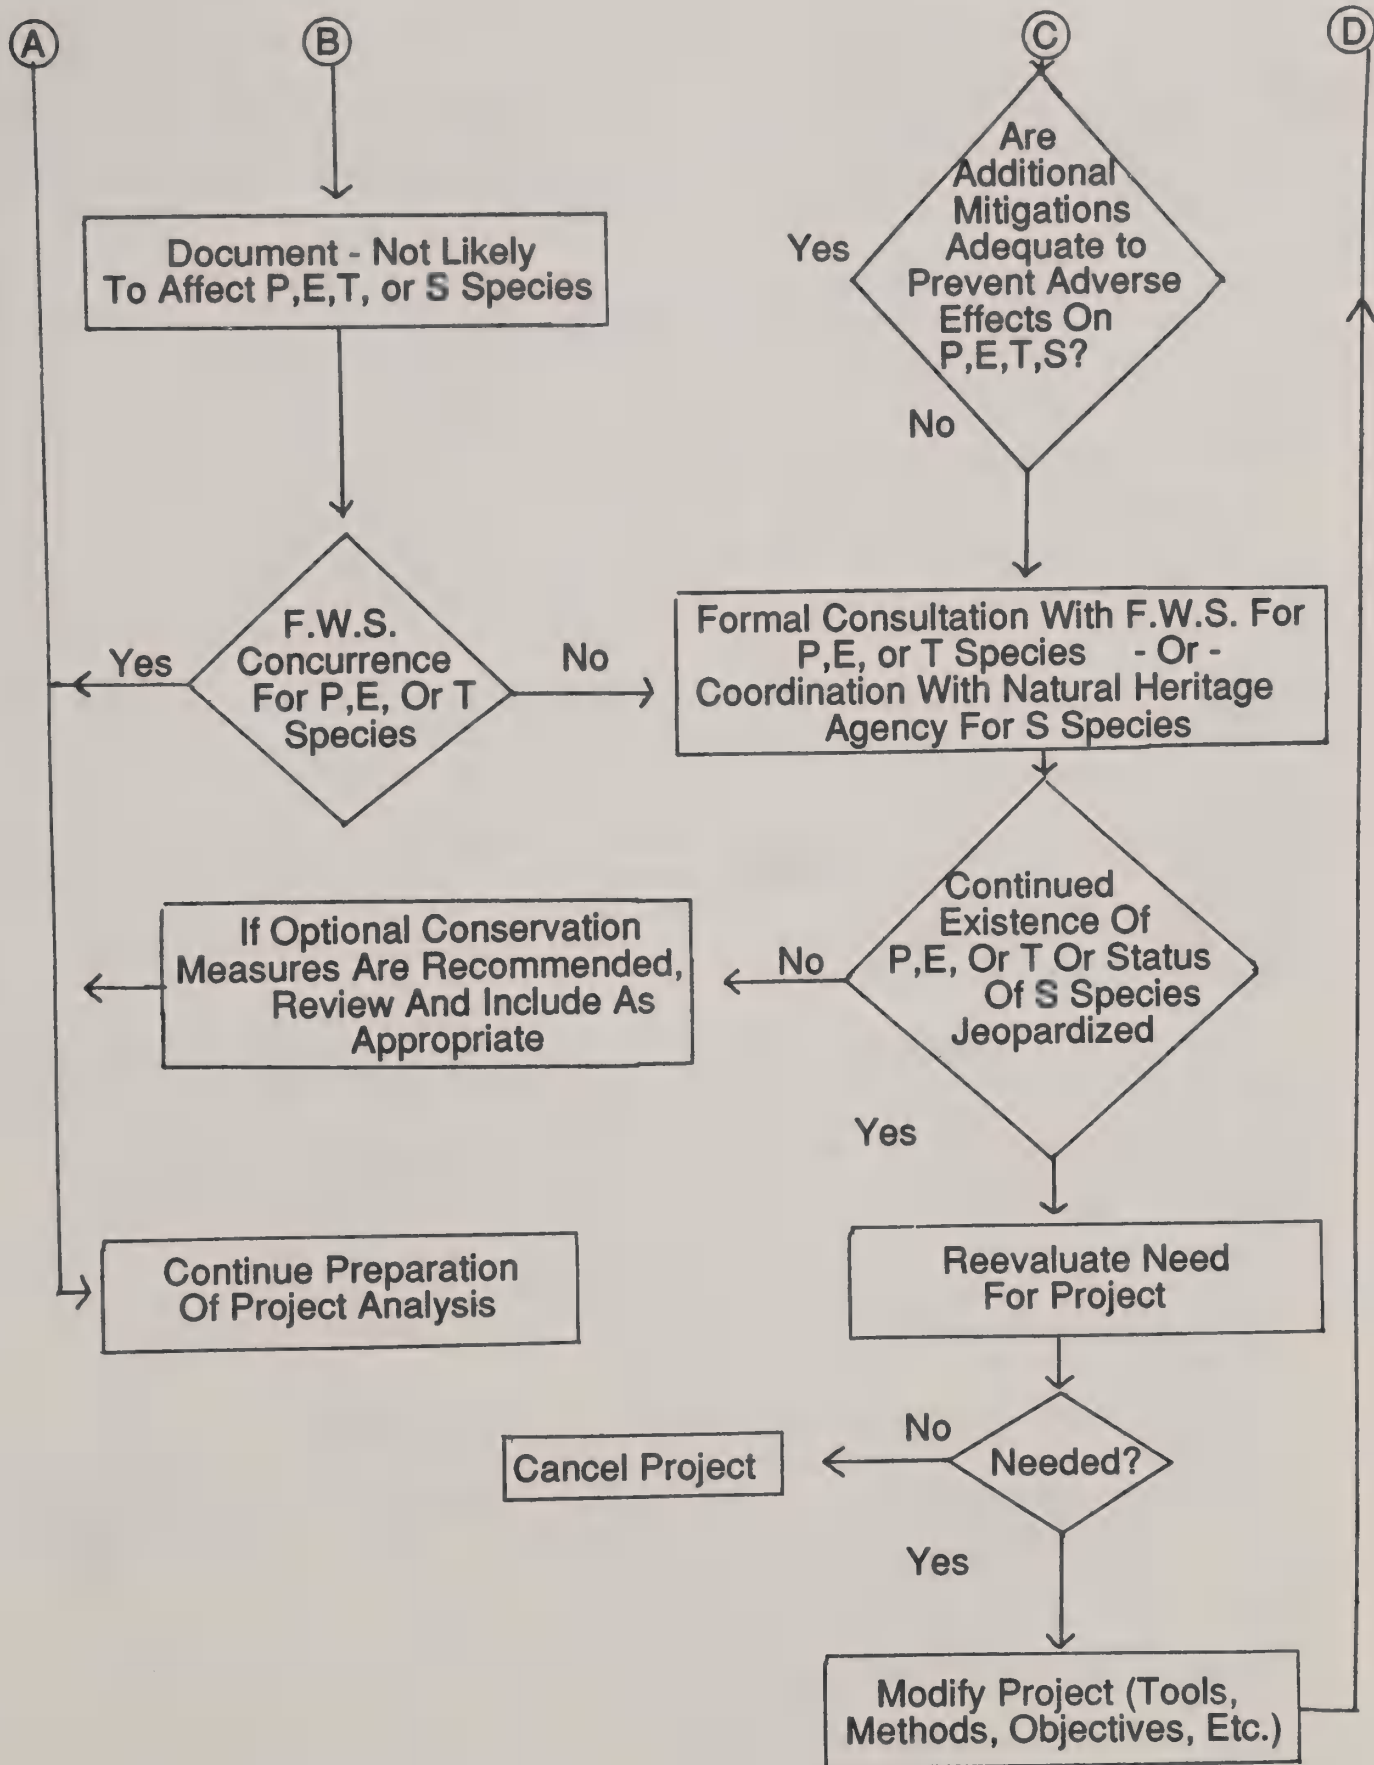 A
B
C
D
Document - Not Likely
To Affect P,E,T, or S Species
Are
Additional
Mitigations
Adequate to
Prevent Adverse
Effects On
P,E,T,S?
Yes
No
F.W.S.
Concurrence
For P,E, Or T
Species
Yes
No
Formal Consultation With F.W.S. For
P,E, or T Species - Or -
Coordination With Natural Heritage
Agency For S Species
Continued
Existence Of
P,E, Or T Or Status
Of S Species
Jeopardized
No
Yes
If Optional Conservation
Measures Are Recommended,
Review And Include As
Appropriate
Continue Preparation
Of Project Analysis
Reevaluate Need
For Project
Needed?
No
Yes
Cancel Project
Modify Project (Tools,
Methods, Objectives, Etc.)